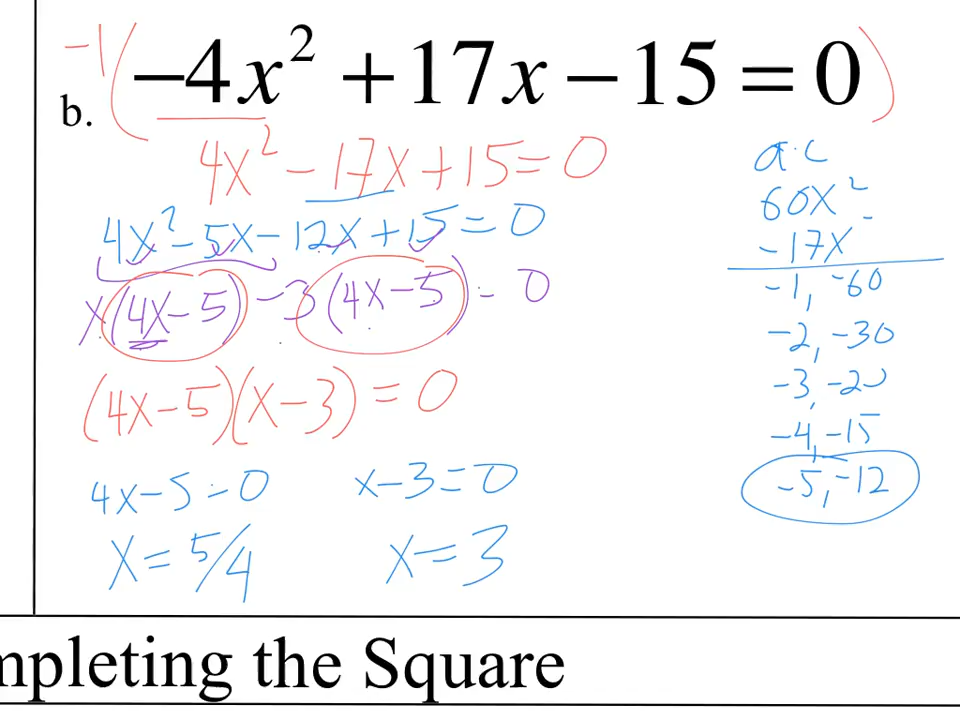 -1(
b. −4x² + 17x − 15 = 0 )
4x² - 17x + 15 = 0
4x² - 5x - 12x + 15 = 0
x(4x - 5) - 3(4x - 5) = 0
(4x - 5)(x - 3) = 0
4x - 5 = 0
x - 3 = 0
x = 5/4
x = 3
a·c
60x²
-17x
-1, -60
-2, -30
-3, -20
-4, -15
-5, -12
mpleting the Square